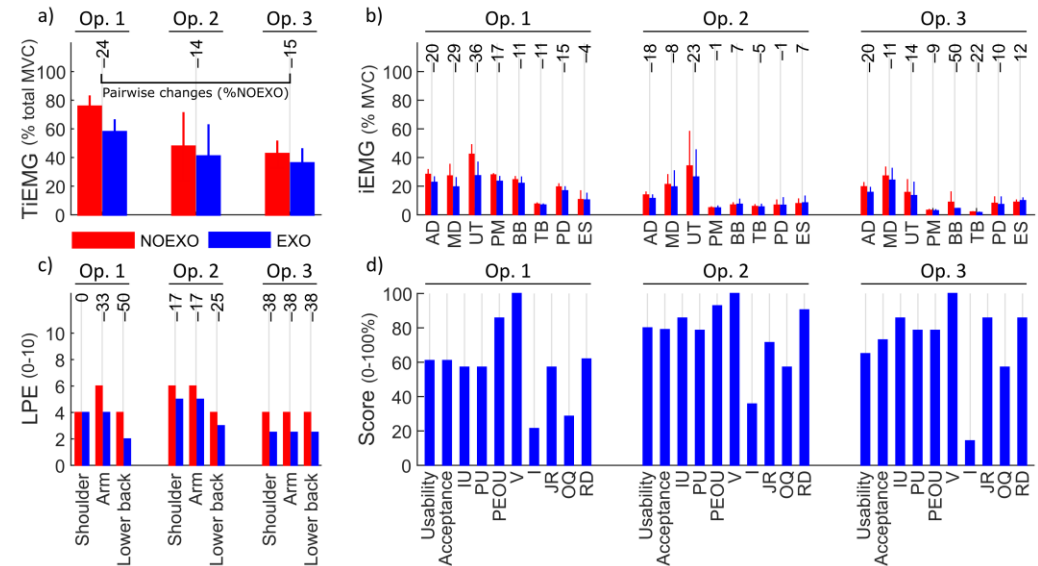 a)
Op. 1
Op. 2
Op. 3
−24
−14
−15
Pairwise changes (%NOEXO)
TiEMG (% total MVC)
100
80
60
40
20
0
NOEXO
EXO
b)
Op. 1
Op. 2
Op. 3
−20
−29
−36
−17
−11
−11
−15
−4
−18
−8
−23
−1
7
−5
−1
7
−20
−11
−14
−9
−50
−22
−10
12
iEMG (% MVC)
100
80
60
40
20
0
AD
MD
UT
PM
BB
TB
PD
ES
AD
MD
UT
PM
BB
TB
PD
ES
AD
MD
UT
PM
BB
TB
PD
ES
c)
Op. 1
Op. 2
Op. 3
0
−33
−50
−17
−17
−25
−38
−38
−38
LPE (0-10)
10
8
6
4
2
0
Shoulder
Arm
Lower back
Shoulder
Arm
Lower back
Shoulder
Arm
Lower back
d)
Op. 1
Op. 2
Op. 3
Score (0-100%)
100
80
60
40
20
0
Usability
Acceptance
IU
PU
PEOU
V
I
JR
OQ
RD
Usability
Acceptance
IU
PU
PEOU
V
I
JR
OQ
RD
Usability
Acceptance
IU
PU
PEOU
V
I
JR
OQ
RD